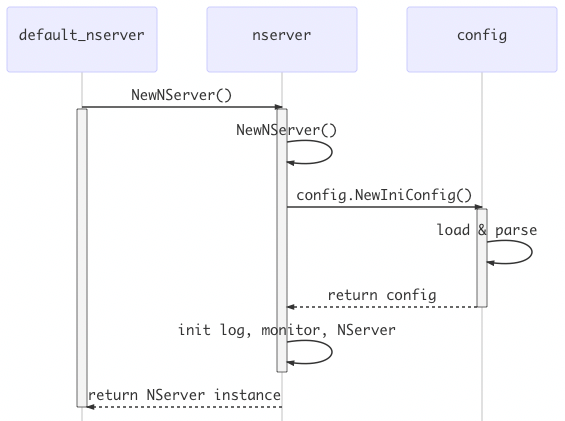 default_nserver
nserver
config
NewNServer()
NewNServer()
config.NewIniConfig()
load & parse
return config
init log, monitor, NServer
return NServer instance